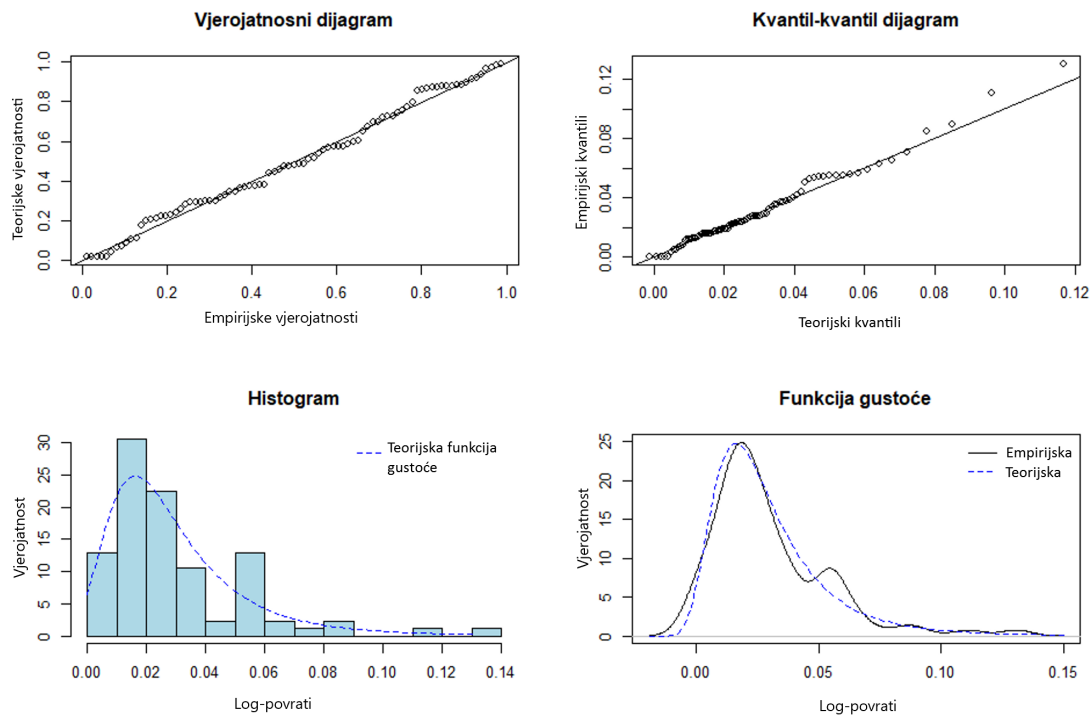 Vjerojatnosni dijagram
Teorijske vjerojatnosti
0.0 0.2 0.4 0.6 0.8 1.0
0.0 0.2 0.4 0.6 0.8 1.0
Empirijske vjerojatnosti
Kvantil-kvantil dijagram
Empirijski kvantili
0.00 0.04 0.08 0.12
0.00 0.02 0.04 0.06 0.08 0.10 0.12
Teorijski kvantili
Histogram
Vjerojatnost
0 5 10 15 20 25 30
Teorijska funkcija
gustoće
0.00 0.02 0.04 0.06 0.08 0.10 0.12 0.14
Log-povrati
Funkcija gustoće
Vjerojatnost
0 5 10 15 20 25
Empirijska
Teorijska
0.00 0.05 0.10 0.15
Log-povrati